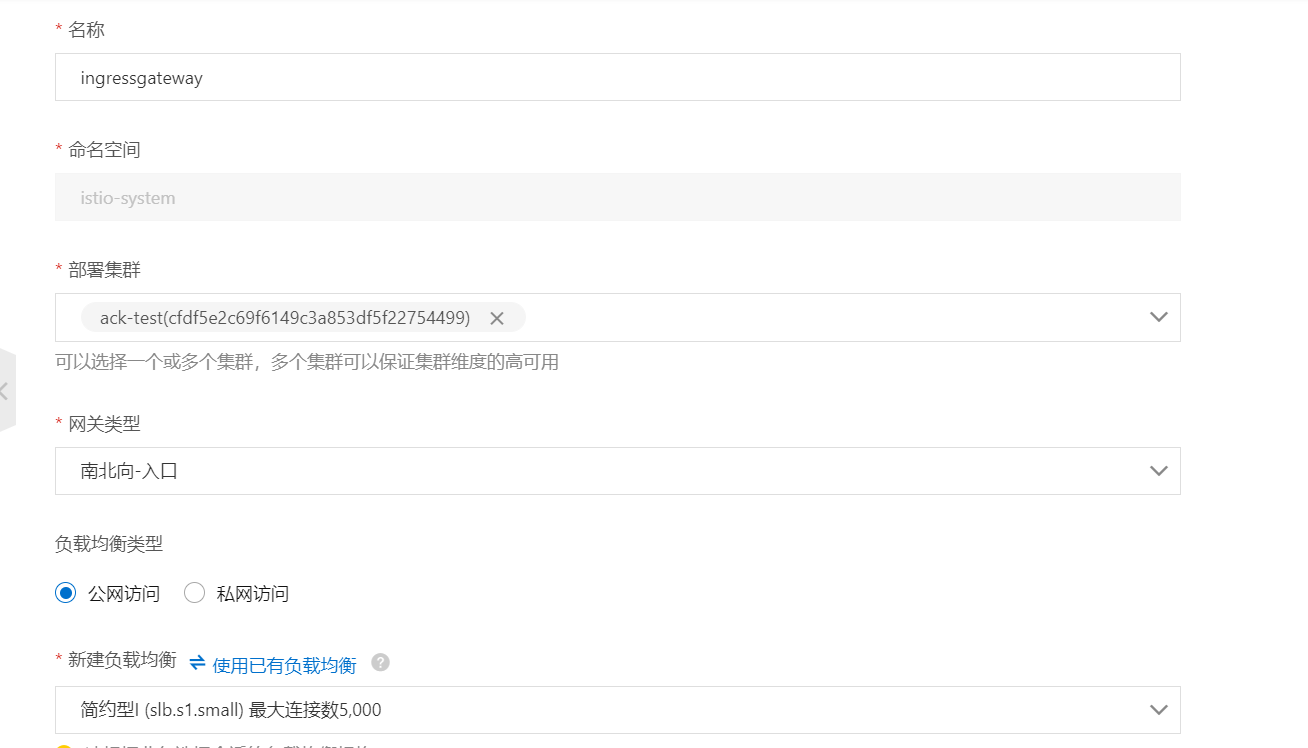 * 名称
ingressgateway
* 命名空间
istio-system
* 部署集群
ack-test(cfdf5e2c69f6149c3a853df5f22754499)
可以选择一个或多个集群，多个集群可以保证集群维度的高可用
* 网关类型
南北向-入口
负载均衡类型
公网访问 私网访问
* 新建负载均衡 使用已有负载均衡
简约型I (slb.s1.small) 最大连接数5,000